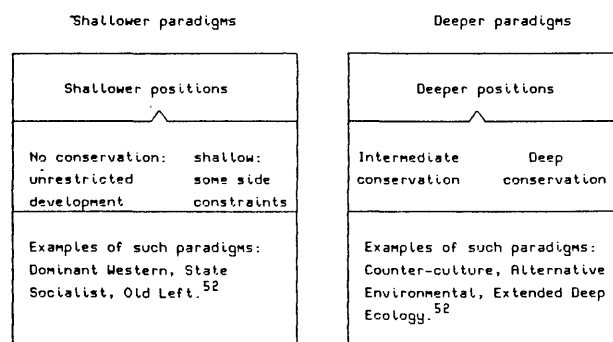 Shallower paradigms
Shallower positions
No conservation:
unrestricted
development
shallow:
some side
constraints
Examples of such paradigms:
Dominant Western, State
Socialist, Old Left.52
Deeper paradigms
Deeper positions
Intermediate
conservation
Deep
conservation
Examples of such paradigms:
Counter-culture, Alternative
Environmental, Extended Deep
Ecology.52